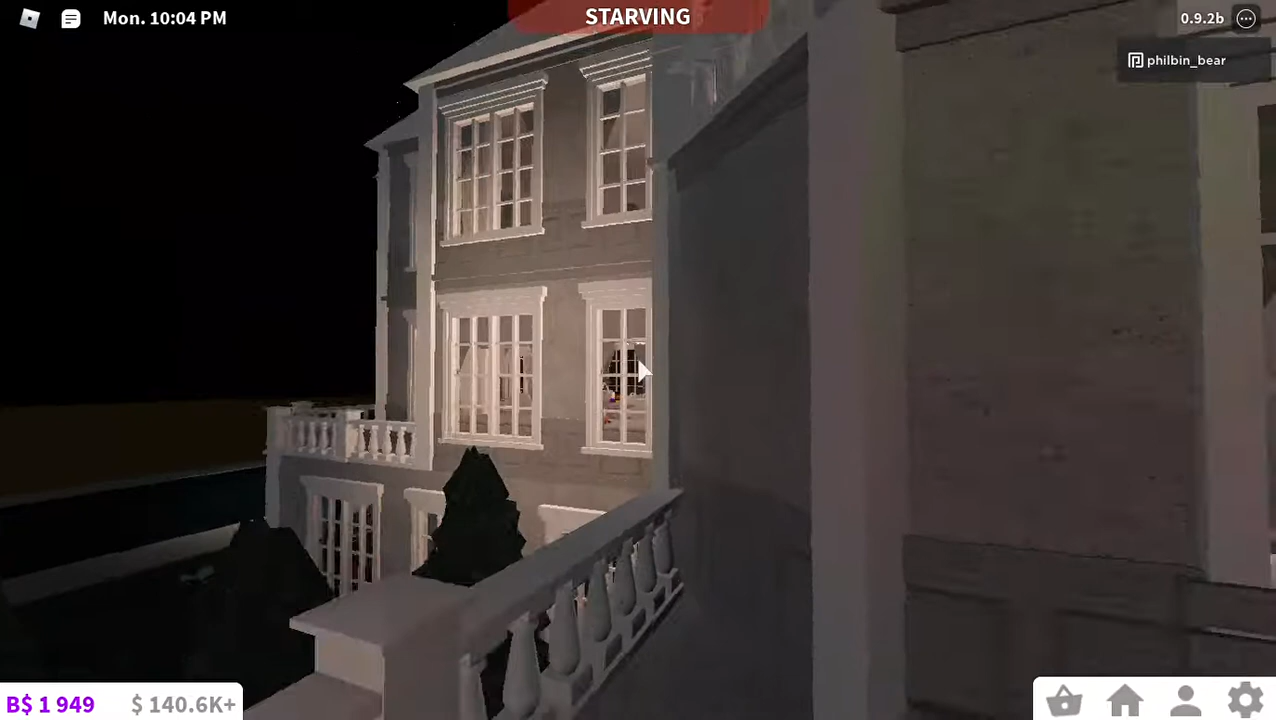 Mon. 10:04 PM
STARVING
0.9.2b
philbin_bear
B$ 1 949
$ 140.6K+